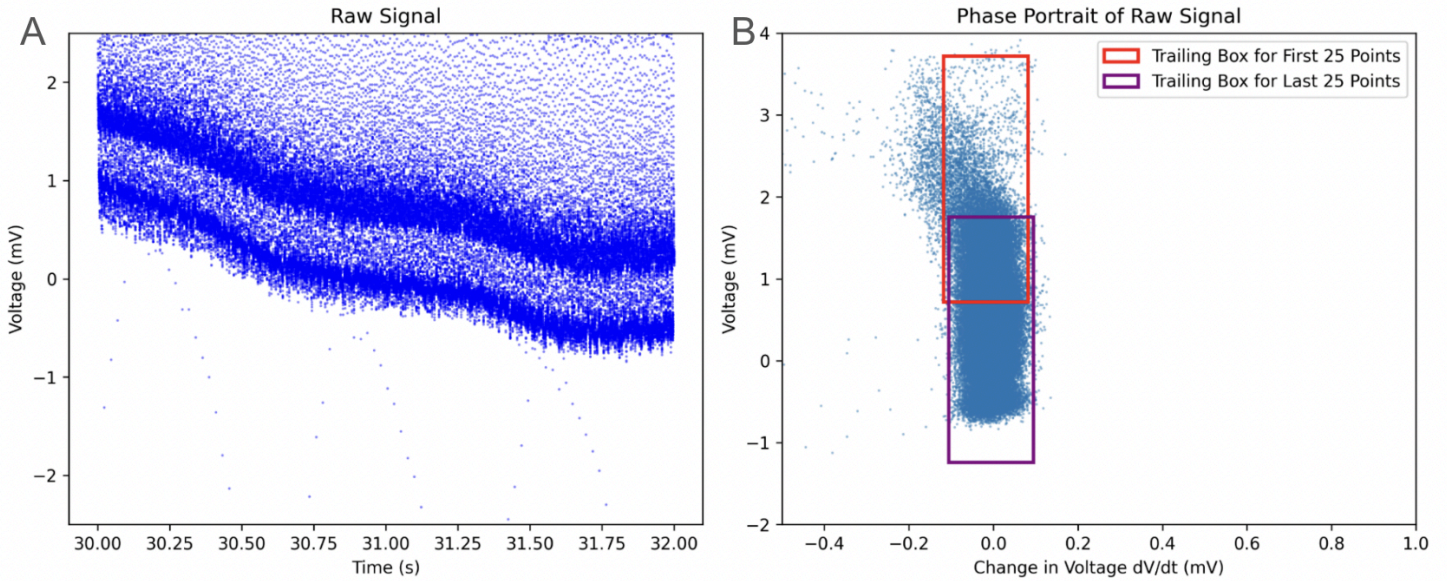 A
Raw Signal
2
1
0
−1
−2
Voltage (mV)
30.00 30.25 30.50 30.75 31.00 31.25 31.50 31.75 32.00
Time (s)
B
Phase Portrait of Raw Signal
Trailing Box for First 25 Points
Trailing Box for Last 25 Points
4
3
2
1
0
−1
−2
Voltage (mV)
−0.4 −0.2 0.0 0.2 0.4 0.6 0.8 1.0
Change in Voltage dV/dt (mV)